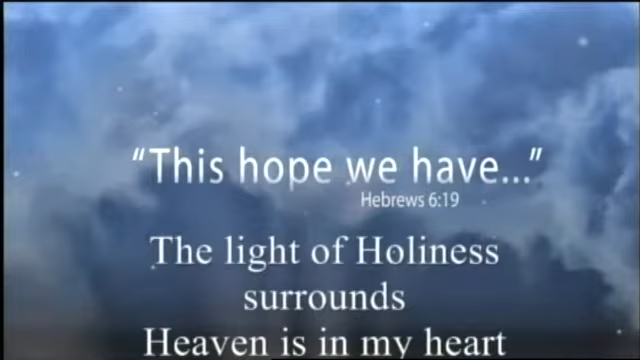 “This hope we have...”
Hebrews 6:19
The light of Holiness
surrounds
Heaven is in my heart